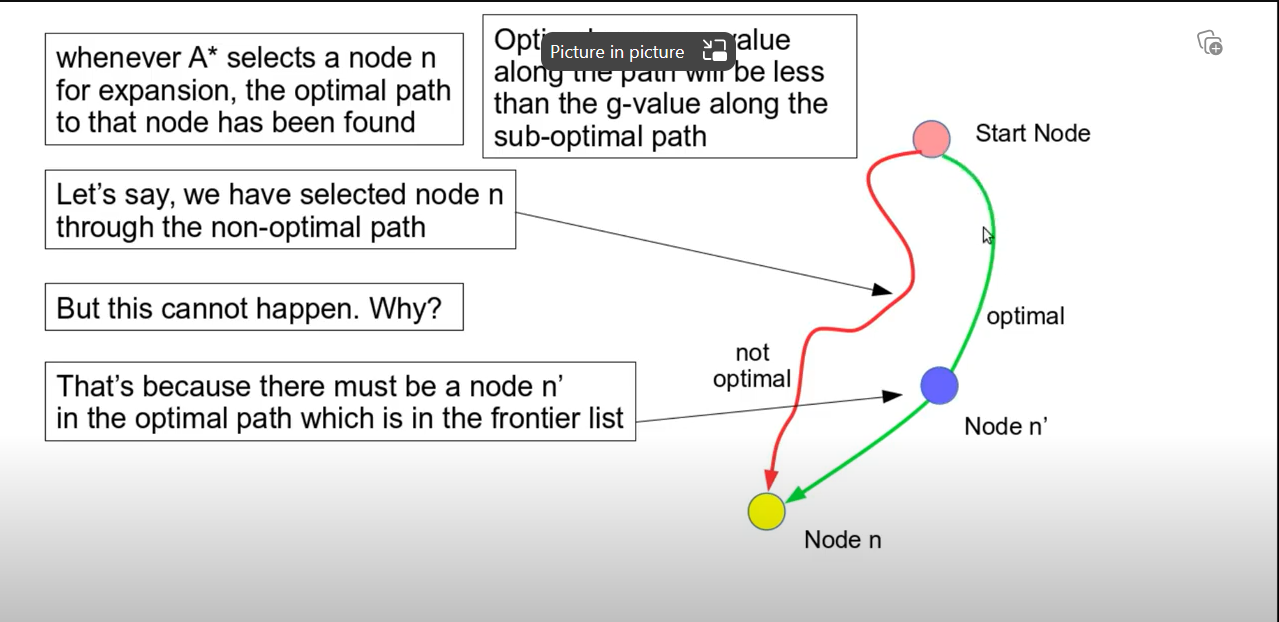 whenever A* selects a node n
for expansion, the optimal path
to that node has been found
Picture in picture
alue
along the path will be less
than the g-value along the
sub-optimal path
Start Node
Let's say, we have selected node n
through the non-optimal path
But this cannot happen. Why?
optimal
not
optimal
That's because there must be a node n'
in the optimal path which is in the frontier list
Node n'
Node n